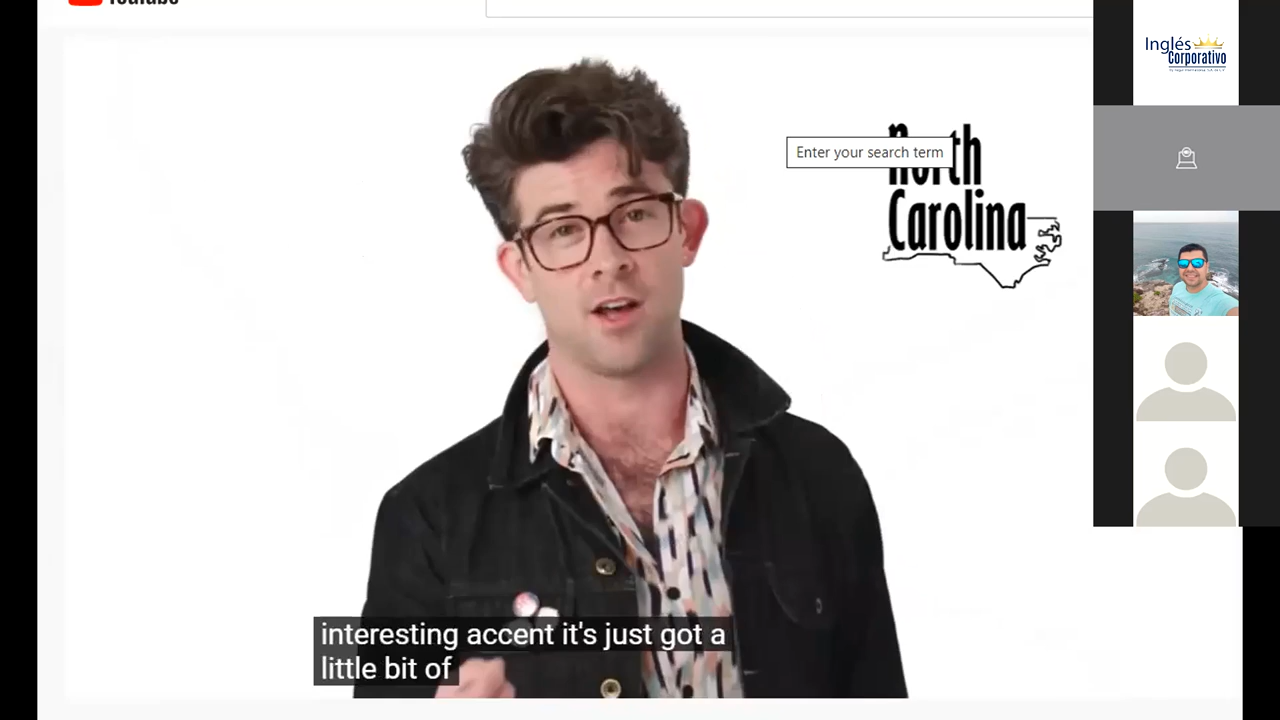 YouTube
Inglés
Corporativo
Enter your search term
North
Carolina
interesting accent it's just got a
little bit of